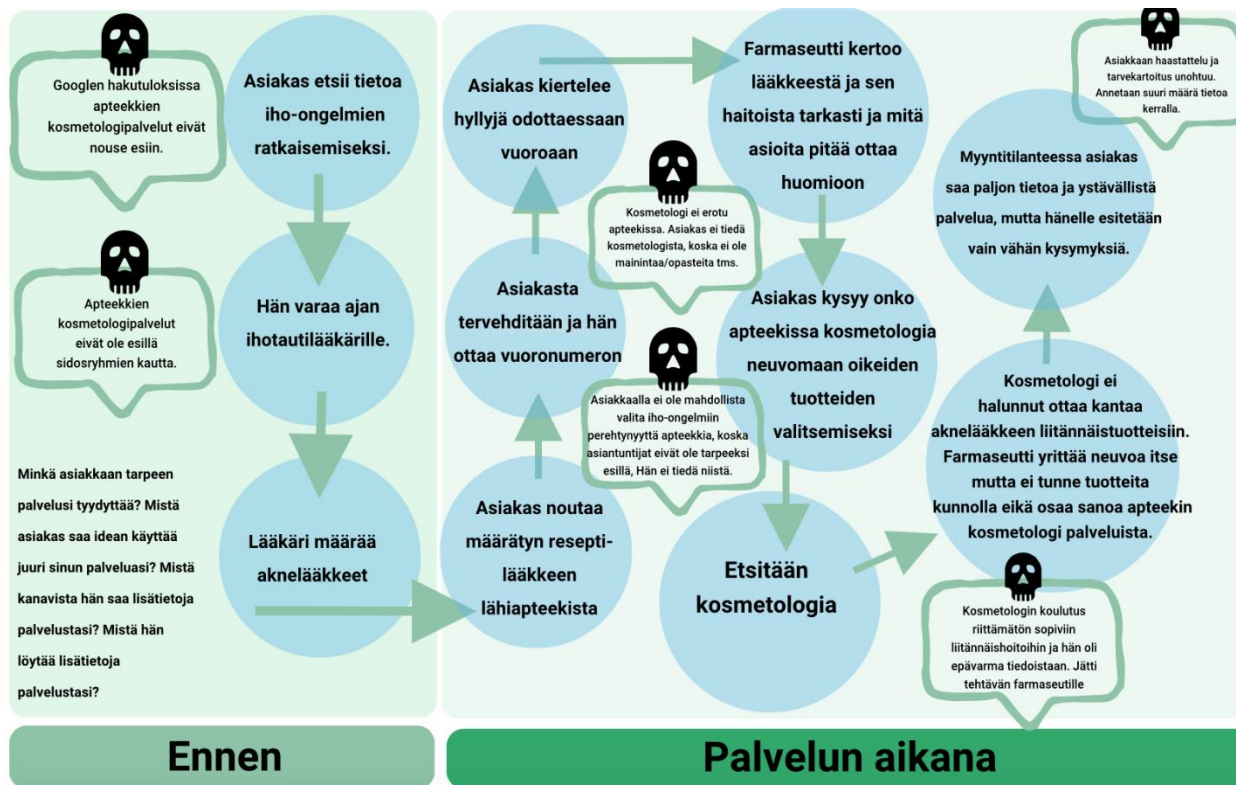 Googlen hakutuloksissa
apteekkien
kosmetologipalvelut eivät
nouse esiin.
Asiakas etsii tietoa
iho-ongelmien
ratkaisemiseksi.
Apteekkien
kosmetologipalvelut
eivät ole esillä
sidosryhmien kautta.
Hän varaa ajan
ihotautilääkärille.
Minkä asiakkaan tarpeen
palvelusi tyydyttää? Mistä
asiakas saa idean käyttää
juuri sinun palveluasi? Mistä
kanavista hän saa lisätietoja
palvelustasi? Mistä hän
löytää lisätietoja
palvelustasi?
Lääkäri määrää
aknelääkkeet
Ennen
Asiakas noutaa
määrätyn resepti-
lääkkeen
lähiapteekista
Asiakkaalla ei ole mahdollista
valita iho-ongelmiin
perehtynyttä apteekkia, koska
asiantuntijat eivät ole tarpeeksi
esillä, Hän ei tiedä niistä.
Asiakasta
tervehditään ja hän
ottaa vuoronumeron
Asiakas kiertelee
hyllyjä odottaessaan
vuoroaan
Kosmetologi ei erotu
apteekissa. Asiakas ei tiedä
kosmetologista, koska ei ole
mainintaa/opasteita tms.
Farmaseutti kertoo
lääkkeestä ja sen
haitoista tarkasti ja mitä
asioita pitää ottaa
huomioon
Asiakas kysyy onko
apteekissa kosmetologia
neuvomaan oikeiden
tuotteiden
valitsemiseksi
Etsitään
kosmetologia
Kosmetologi ei
halunnut ottaa kantaa
aknelääkkeen liitännäistuotteisiin.
Farmaseutti yrittää neuvoa itse
mutta ei tunne tuotteita
kunnolla eikä osaa sanoa apteekin
kosmetologi palveluista.
Kosmetologin koulutus
riittämätön sopiviin
liitännäishoitoihin ja hän oli
epävarma tiedoistaan. Jätti
tehtävän farmaseutille
Myyntitilanteessa asiakas
saa paljon tietoa ja ystävällistä
palvelua, mutta hänelle esitetään
vain vähän kysymyksiä.
Asiakkaan haastattelu ja
tarvekartoitus unohtuu.
Annetaan suuri määrä tietoa
kerralla.
Palvelun aikana